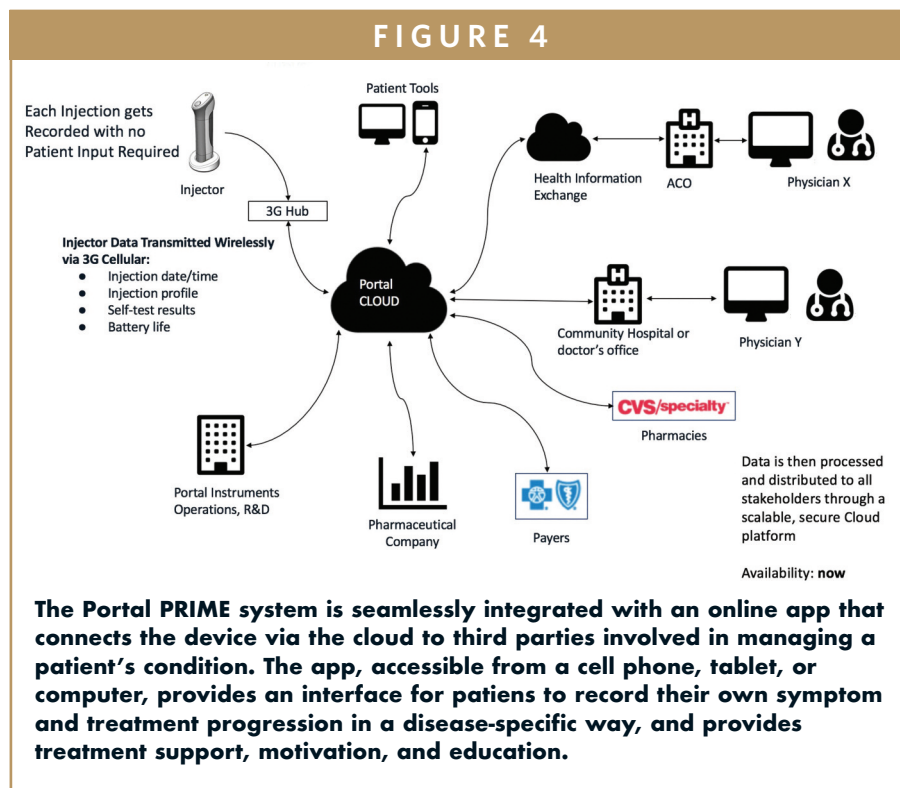 FIGURE 4
Each Injection gets
Recorded with no
Patient Input Required
Injector
3G Hub
Injector Data Transmitted Wirelessly
via 3G Cellular:
● Injection date/time
● Injection profile
● Self-test results
● Battery life
Patient Tools
Portal
CLOUD
Health Information
Exchange
H
ACO
Physician X
H
Community Hospital or
doctor's office
Physician Y
CVS/specialty™
Pharmacies
Portal Instruments
Operations, R&D
Pharmaceutical
Company
Payers
Data is then processed
and distributed to all
stakeholders through a
scalable, secure Cloud
platform
Availability: now
The Portal PRIME system is seamlessly integrated with an online app that
connects the device via the cloud to third parties involved in managing a
patient's condition. The app, accessible from a cell phone, tablet, or
computer, provides an interface for patiens to record their own symptom
and treatment progression in a disease-specific way, and provides
treatment support, motivation, and education.